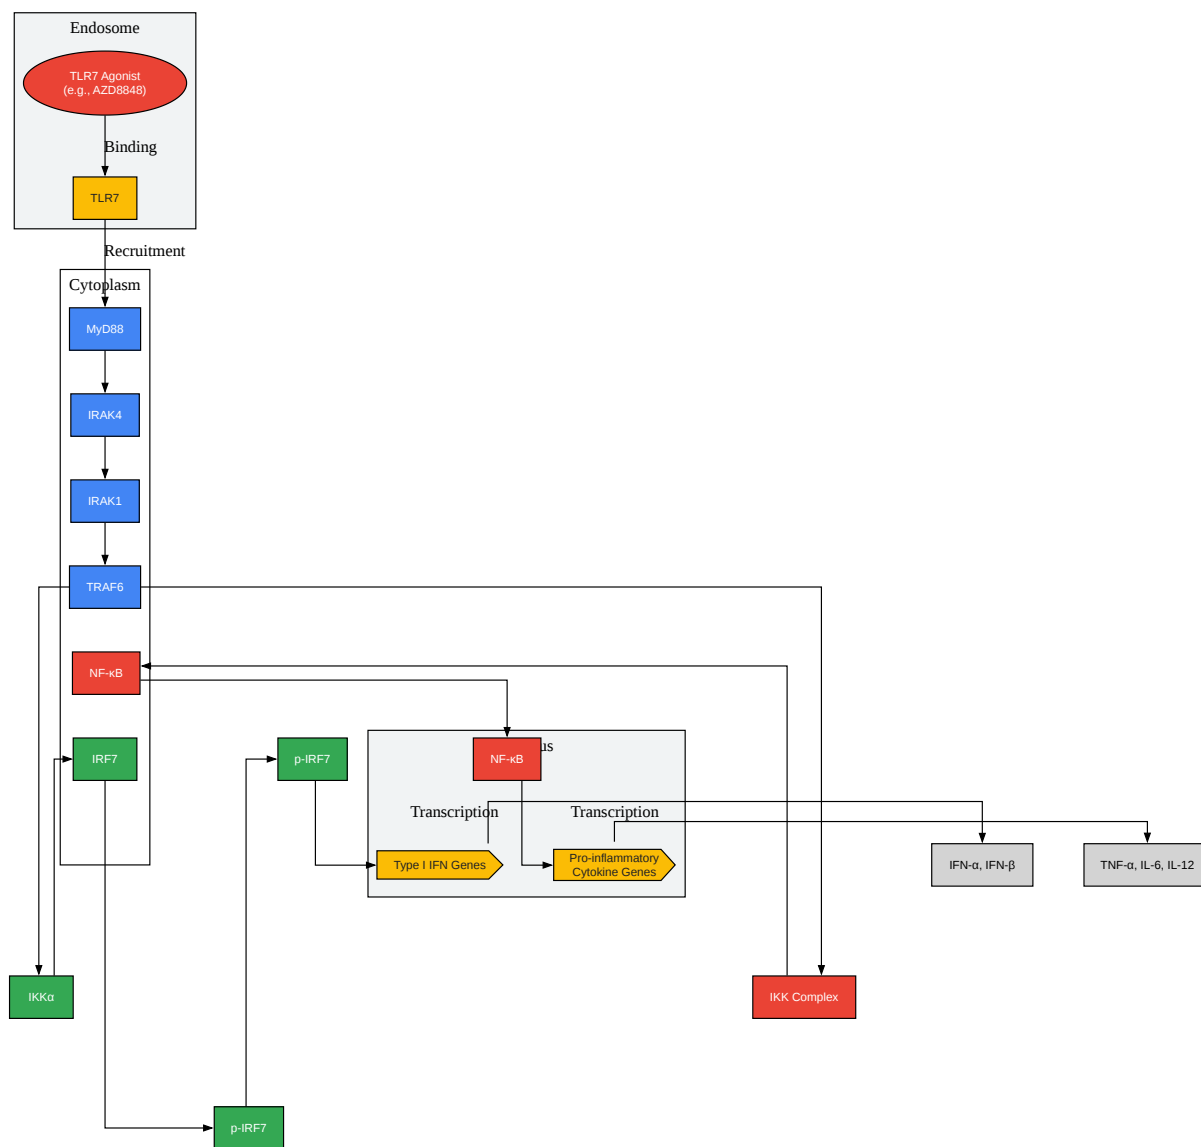 Endosome
TLR7 Agonist
(e.g., AZD8848)
Binding
TLR7
Recruitment
Cytoplasm
MyD88
IRAK4
IRAK1
TRAF6
NF-κB
IRF7
p-IRF7
us
NF-κB
Transcription
Transcription
Type I IFN Genes
Pro-inflammatory
Cytokine Genes
IFN-α, IFN-β
TNF-α, IL-6, IL-12
IKKα
IKK Complex
p-IRF7